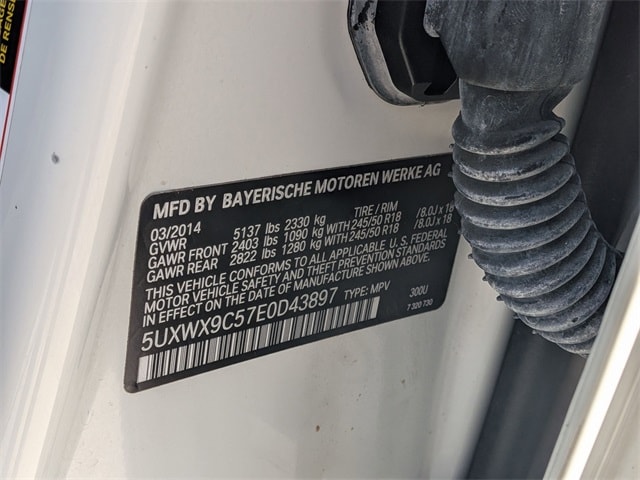 DE RENSE
MFD BY BAYERISCHE MOTOREN WERKE AG
03/2014
GVWR 5137 lbs 2330 kg TIRE / RIM
GAWR FRONT 2403 lbs 1090 kg WITH 245/50 R18 /8.0J x 18
GAWR REAR 2822 lbs 1280 kg WITH 245/50 R18 /8.0J x 18
THIS VEHICLE CONFORMS TO ALL APPLICABLE U. S. FEDERAL
MOTOR VEHICLE SAFETY AND THEFT PREVENTION STANDARDS
IN EFFECT ON THE DATE OF MANUFACTURE SHOWN ABOVE.
5UXWX9C57E0D43897 TYPE: MPV 300U
7 320 730